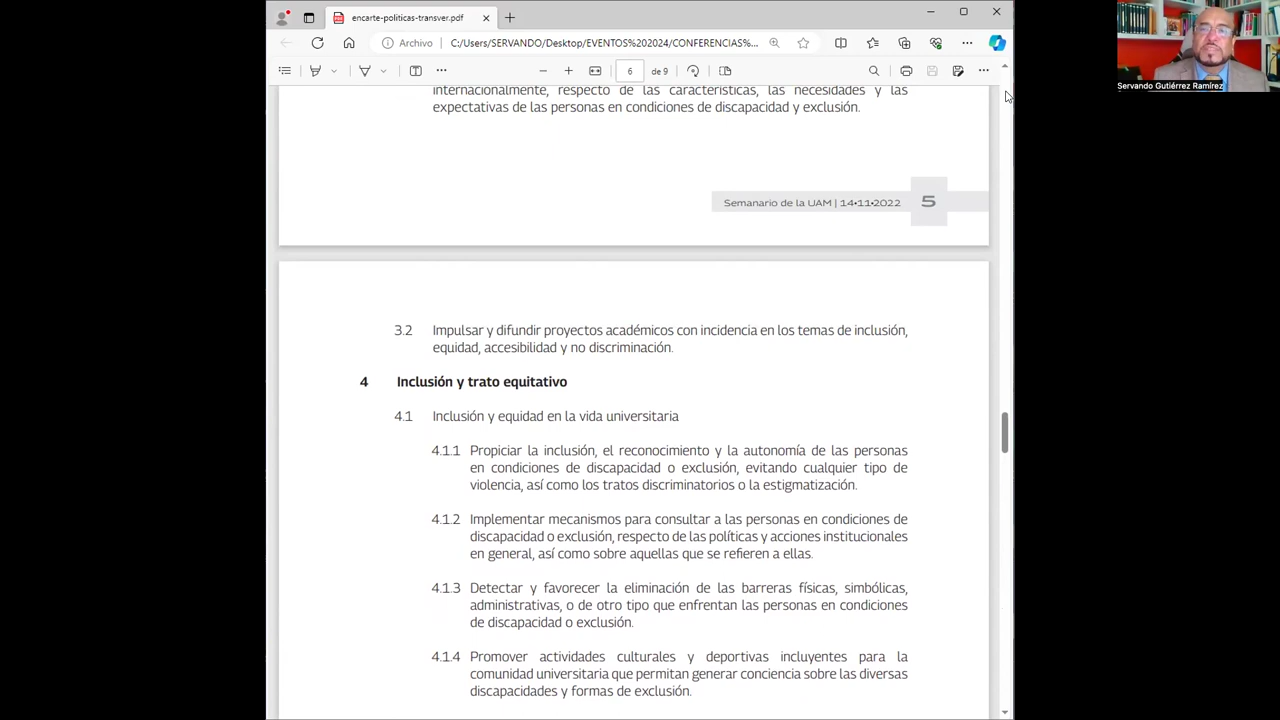 encarte-politicas-transver.pdf
Archivo
C:/Users/SERVANDO/Desktop/EVENTOS%202024/CONFERENCIAS%...
6 de 9
internacionalmente, respecto de las características, las necesidades y las
expectativas de las personas en condiciones de discapacidad y exclusión.
Semanario de la UAM | 14•11•2022 5
3.2 Impulsar y difundir proyectos académicos con incidencia en los temas de inclusión,
equidad, accesibilidad y no discriminación.
4 Inclusión y trato equitativo
4.1 Inclusión y equidad en la vida universitaria
4.1.1 Propiciar la inclusión, el reconocimiento y la autonomía de las personas
en condiciones de discapacidad o exclusión, evitando cualquier tipo de
violencia, así como los tratos discriminatorios o la estigmatización.
4.1.2 Implementar mecanismos para consultar a las personas en condiciones de
discapacidad o exclusión, respecto de las políticas y acciones institucionales
en general, así como sobre aquellas que se refieren a ellas.
4.1.3 Detectar y favorecer la eliminación de las barreras físicas, simbólicas,
administrativas, o de otro tipo que enfrentan las personas en condiciones
de discapacidad o exclusión.
4.1.4 Promover actividades culturales y deportivas incluyentes para la
comunidad universitaria que permitan generar conciencia sobre las diversas
discapacidades y formas de exclusión.
Servando Gutiérrez Ramírez